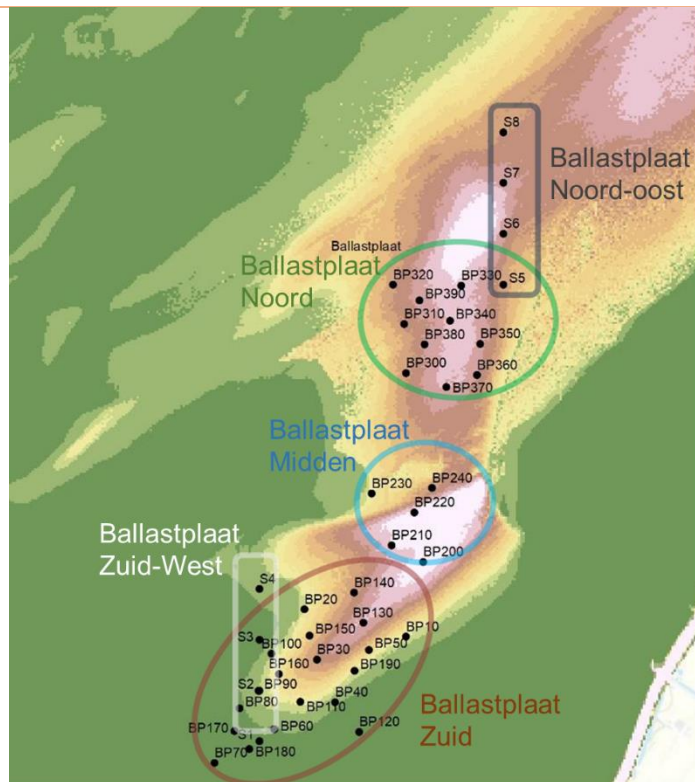 S8
Ballastplaat
Noord-oost
S7
S6
Ballastplaat
Ballastplaat
Noord
BP320
BP330
S5
BP390
BP310
BP340
BP380
BP350
BP300
BP360
BP370
Ballastplaat
Midden
BP230
BP240
BP220
BP210
BP200
Ballastplaat
Zuid-West
S4
BP140
BP20
BP130
BP10
S3
BP150
BP100
BP50
BP30
BP160
BP190
S2
BP90
BP80
BP110
BP40
Ballastplaat
Zuid
BP170
S1
BP60
BP120
BP70
BP180